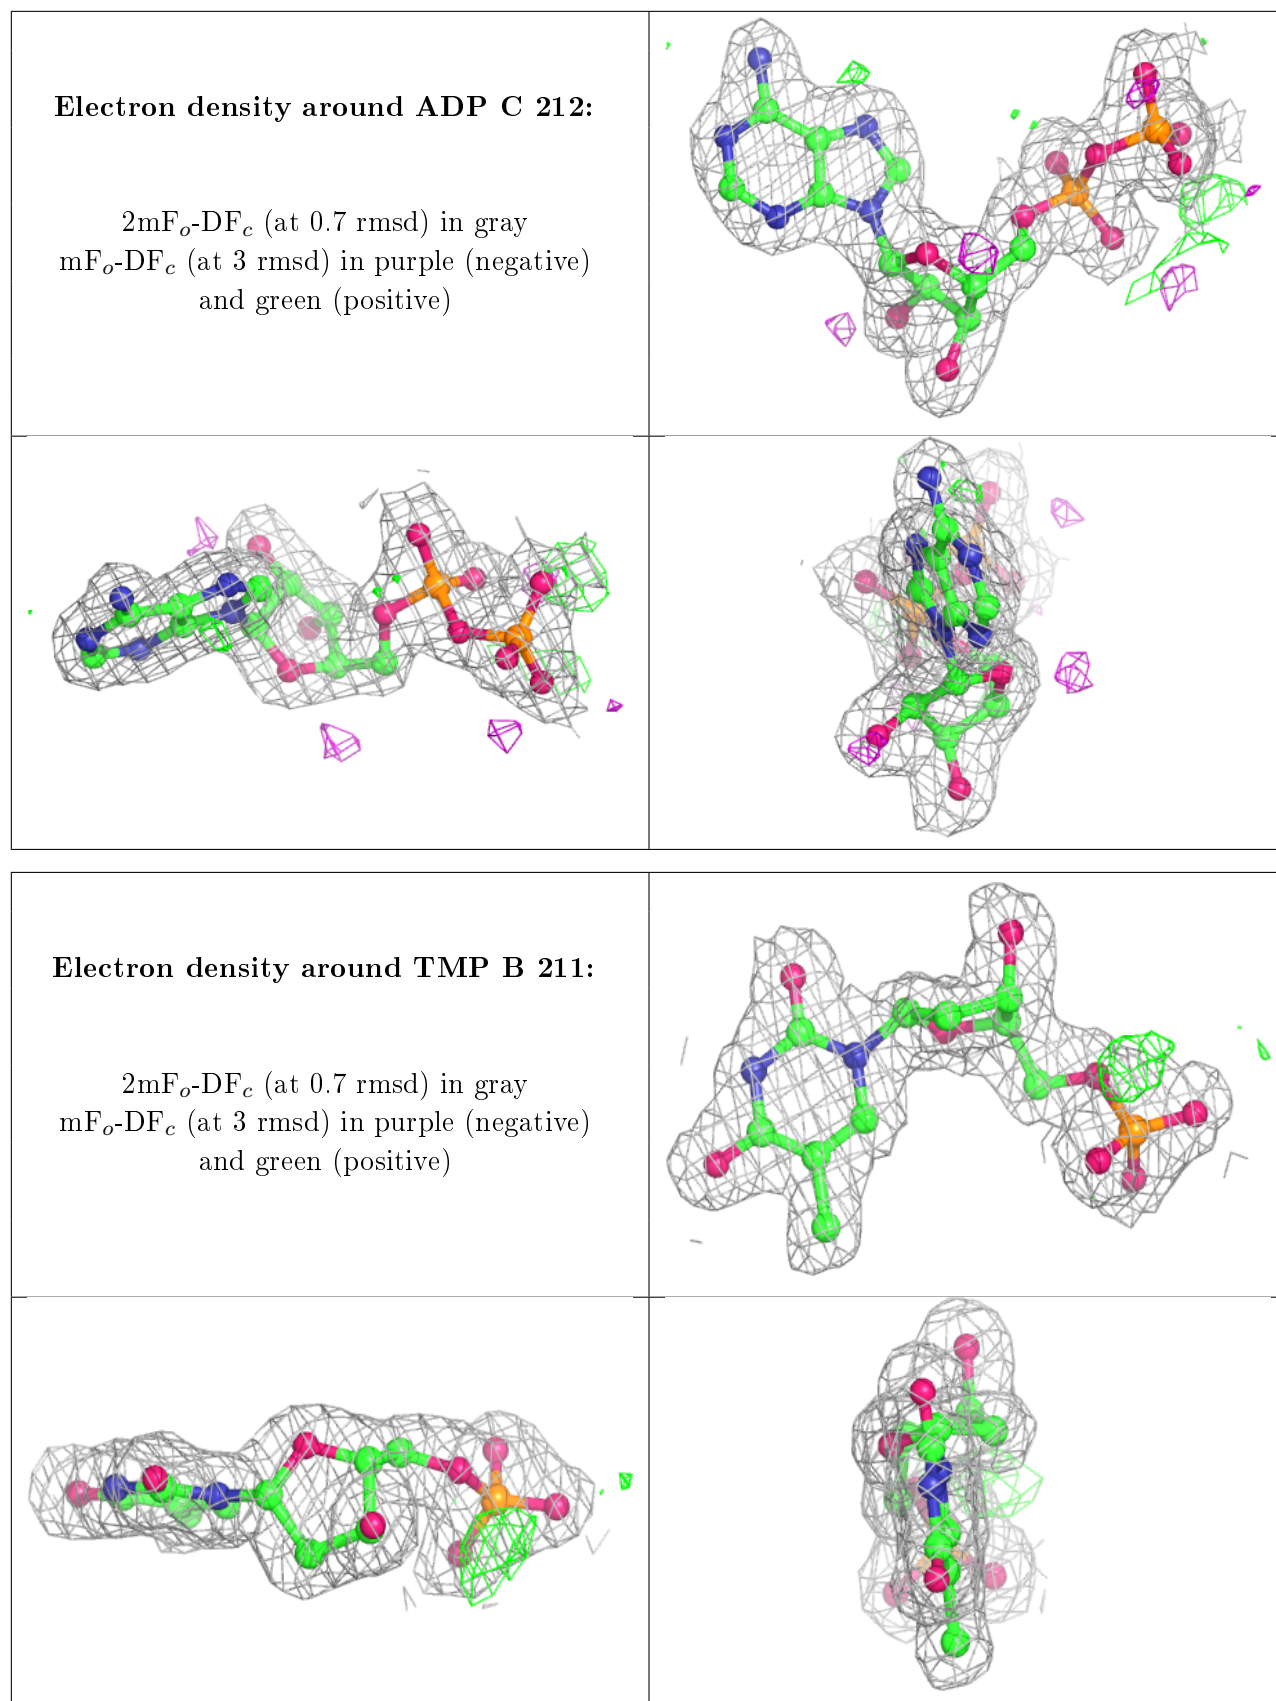 Electron density around ADP C 212:
2mFₒ-DF𝒸 (at 0.7 rmsd) in gray
mFₒ-DF𝒸 (at 3 rmsd) in purple (negative)
and green (positive)
Electron density around TMP B 211:
2mFₒ-DF𝒸 (at 0.7 rmsd) in gray
mFₒ-DF𝒸 (at 3 rmsd) in purple (negative)
and green (positive)